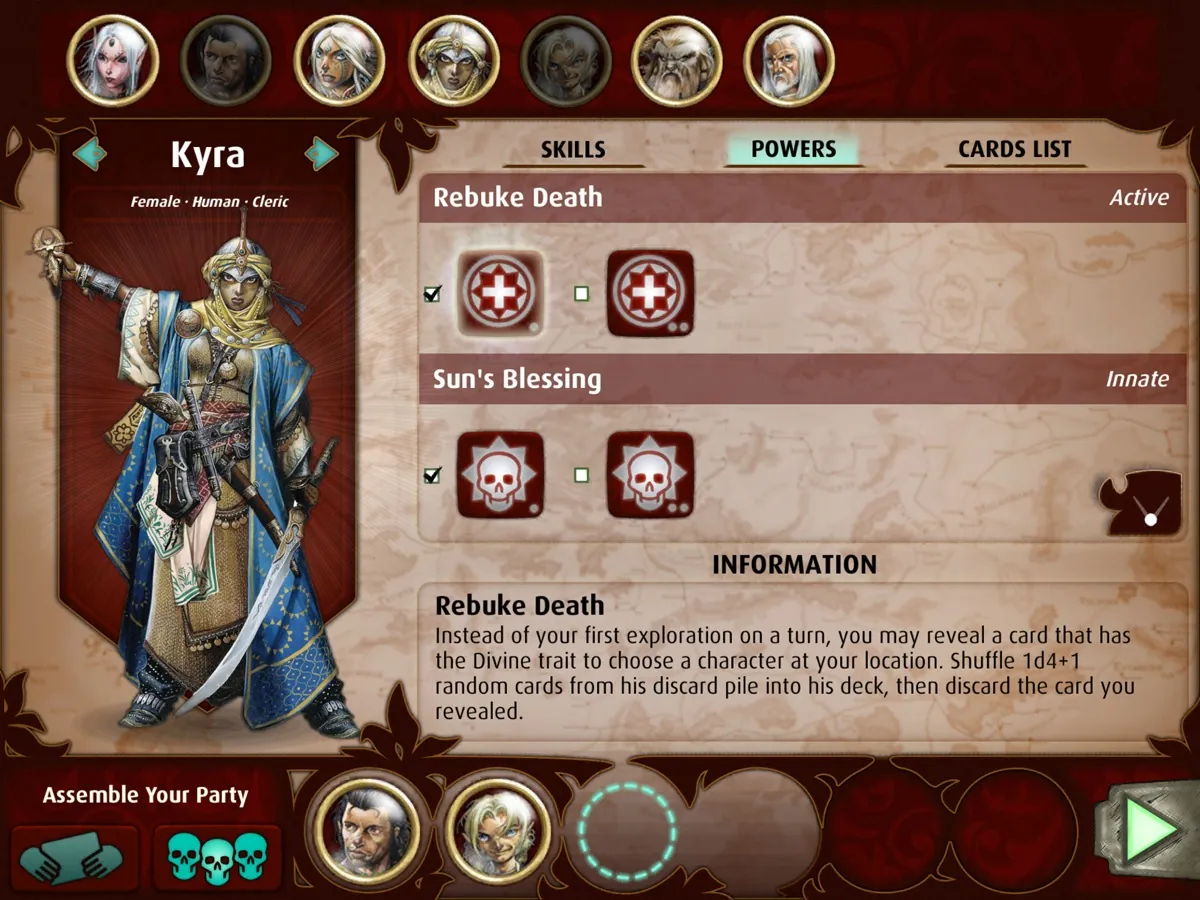 Kyra
Female · Human · Cleric
SKILLS
POWERS
CARDS LIST
Rebuke Death
Active
Sun's Blessing
Innate
INFORMATION
Rebuke Death
Instead of your first exploration on a turn, you may reveal a card that has
the Divine trait to choose a character at your location. Shuffle 1d4+1
random cards from his discard pile into his deck, then discard the card you
revealed.
Assemble Your Party